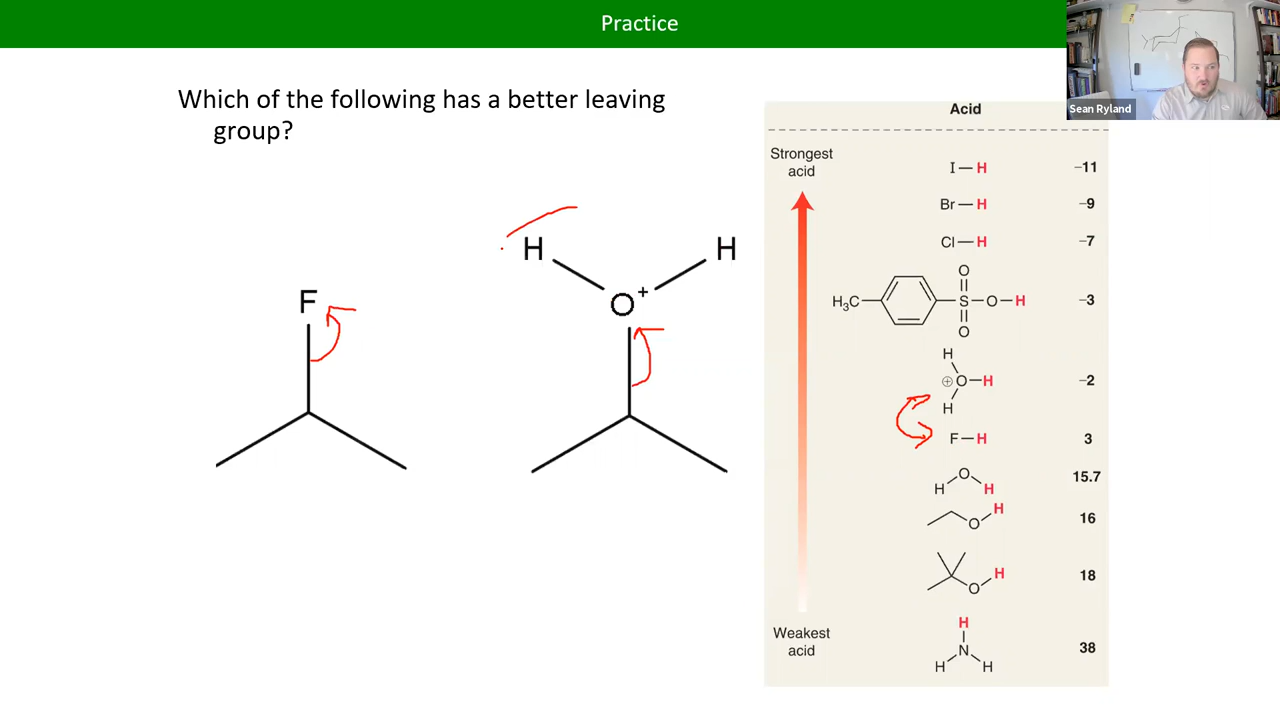 Practice
Sean Ryland
Which of the following has a better leaving
group?
F
H
H
O+
Acid
Strongest
acid
I—H
−11
Br—H
−9
Cl—H
−7
O
H3C
S—O—H
O
−3
H
⊕O—H
H
−2
F—H
3
O
H H
15.7
H
O
16
H
O
18
Weakest
acid
H
N
H H
38